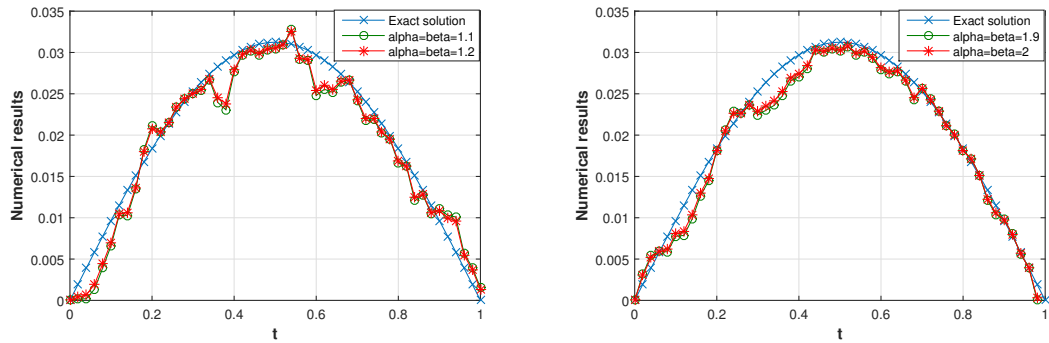 Exact solution
alpha=beta=1.1
alpha=beta=1.2
Numerical results
0.035
0.03
0.025
0.02
0.015
0.01
0.005
0
0 0.2 0.4 0.6 0.8 1
t
Exact solution
alpha=beta=1.9
alpha=beta=2
Numerical results
0.035
0.03
0.025
0.02
0.015
0.01
0.005
0
0 0.2 0.4 0.6 0.8 1
t